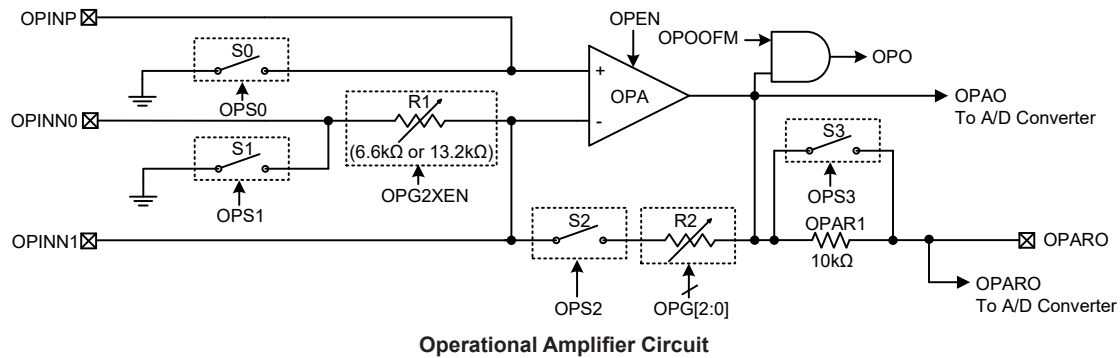 OPINP
OPEN
OPOOFM
OPO
S0
+
OPA
OPS0
R1
OPAO
To A/D Converter
OPINN0
-
S3
(6.6kΩ or 13.2kΩ)
S1
OPG2XEN
OPS3
OPS1
S2
R2
OPAR1
OPINN1
OPARO
10kΩ
OPS2
OPG[2:0]
OPARO
To A/D Converter
Operational Amplifier Circuit